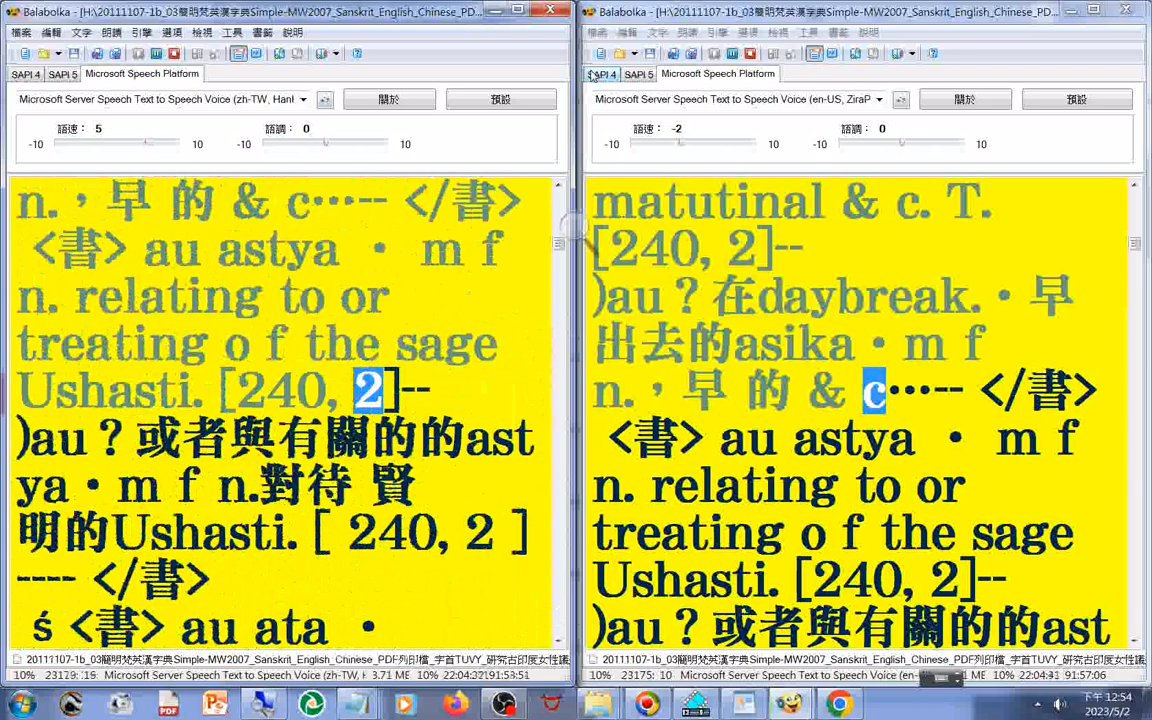 Balabolka - [H:\20111107-1b_03簡明梵英漢字典Simple-MW2007_Sanskrit_English_Chinese_PD...
檔案 編輯 文字 朗讀 引擎 選項 檢視 工具 書籤 說明
SAPI 4 SAPI 5 Microsoft Speech Platform
Microsoft Server Speech Text to Speech Voice (zh-TW, HanH
關於 預設
語速： 5 語調： 0
-10 10 -10 10
n.，早 的 & c…-- </書>
<書> au astya ‧ m f
n. relating to or
treating o f the sage
Ushasti. [240, 2]--
)au？或者與有關的的ast
ya‧m f n.對待 賢
明的Ushasti. [ 240, 2 ]
---- </書>
ś <書> au ata ‧
20111107-1b_03簡明梵英漢字典Simple-MW2007_Sanskrit_English_Chinese_PDF列印檔_字首TUVY_研究古印度女性議
10% Microsoft Server Speech Text to Speech Voice (zh-TW, H 3.71 MB 10%
Balabolka - [H:\20111107-1b_03簡明梵英漢字典Simple-MW2007_Sanskrit_English_Chinese_PD...
檔案 編輯 文字 朗讀 引擎 選項 檢視 工具 書籤 說明
SAPI 4 SAPI 5 Microsoft Speech Platform
Microsoft Server Speech Text to Speech Voice (en-US, ZiraP
關於 預設
語速： -2 語調： 0
-10 10 -10 10
matutinal & c. T.
[240, 2]--
)au？在daybreak.‧早
出去的asika‧m f
n.，早 的 & c…-- </書>
<書> au astya ‧ m f
n. relating to or
treating o f the sage
Ushasti. [240, 2]--
)au？或者與有關的的ast
20111107-1b_03簡明梵英漢字典Simple-MW2007_Sanskrit_English_Chinese_PDF列印檔_字首TUVY_研究古印度女性議
10% 23175: 10 Microsoft Server Speech Text to Speech Voice (en-US 10%
下午 12:54
2023/5/2